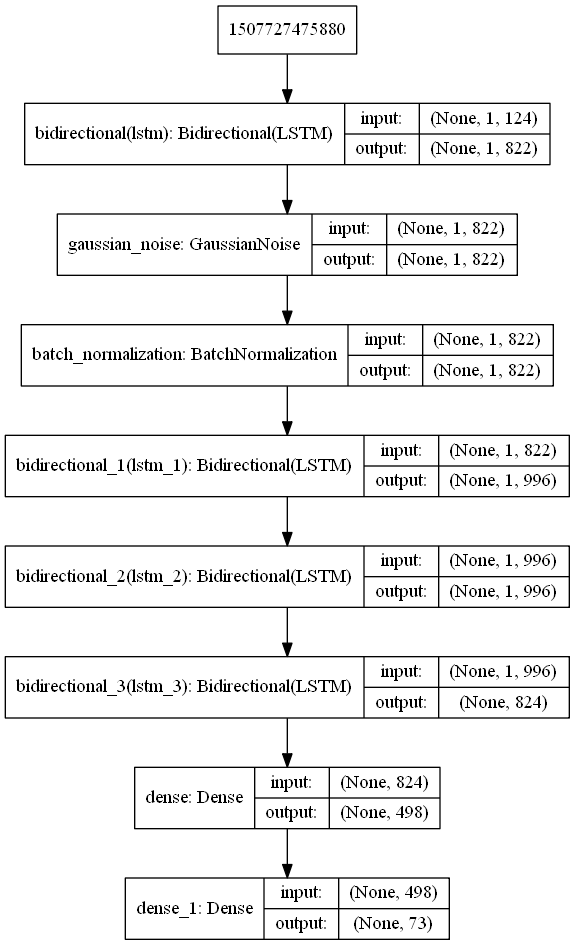 1507727475880
bidirectional(lstm): Bidirectional(LSTM)
input: (None, 1, 124)
output: (None, 1, 822)
gaussian_noise: GaussianNoise
input: (None, 1, 822)
output: (None, 1, 822)
batch_normalization: BatchNormalization
input: (None, 1, 822)
output: (None, 1, 822)
bidirectional_1(lstm_1): Bidirectional(LSTM)
input: (None, 1, 822)
output: (None, 1, 996)
bidirectional_2(lstm_2): Bidirectional(LSTM)
input: (None, 1, 996)
output: (None, 1, 996)
bidirectional_3(lstm_3): Bidirectional(LSTM)
input: (None, 1, 996)
output: (None, 824)
dense: Dense
input: (None, 824)
output: (None, 498)
dense_1: Dense
input: (None, 498)
output: (None, 73)